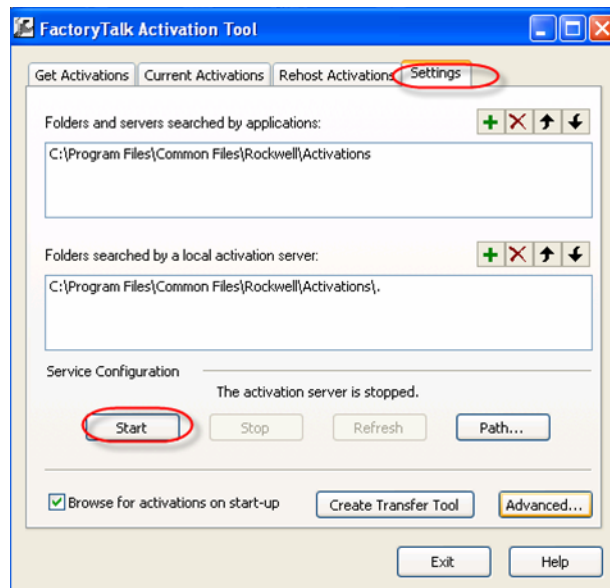 FactoryTalk Activation Tool
Get Activations Current Activations Rehost Activations Settings
Folders and servers searched by applications:
C:\Program Files\Common Files\Rockwell\Activations
Folders searched by a local activation server:
C:\Program Files\Common Files\Rockwell\Activations\.
Service Configuration
The activation server is stopped.
Start Stop Refresh Path...
Browse for activations on start-up Create Transfer Tool Advanced...
Exit Help